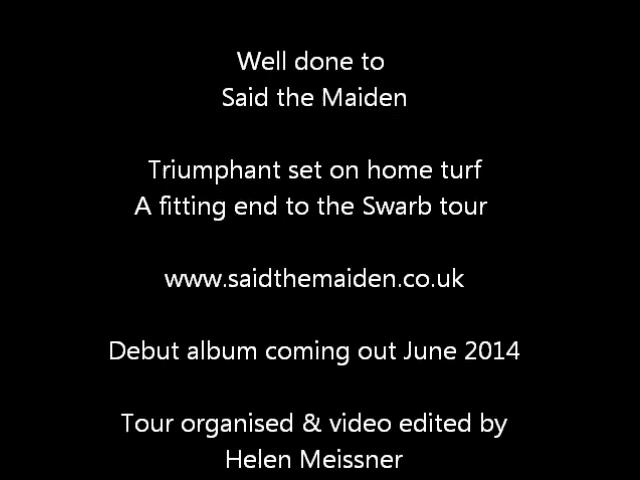 Well done to
Said the Maiden
Triumphant set on home turf
A fitting end to the Swarb tour
www.saidthemaiden.co.uk
Debut album coming out June 2014
Tour organised & video edited by
Helen Meissner